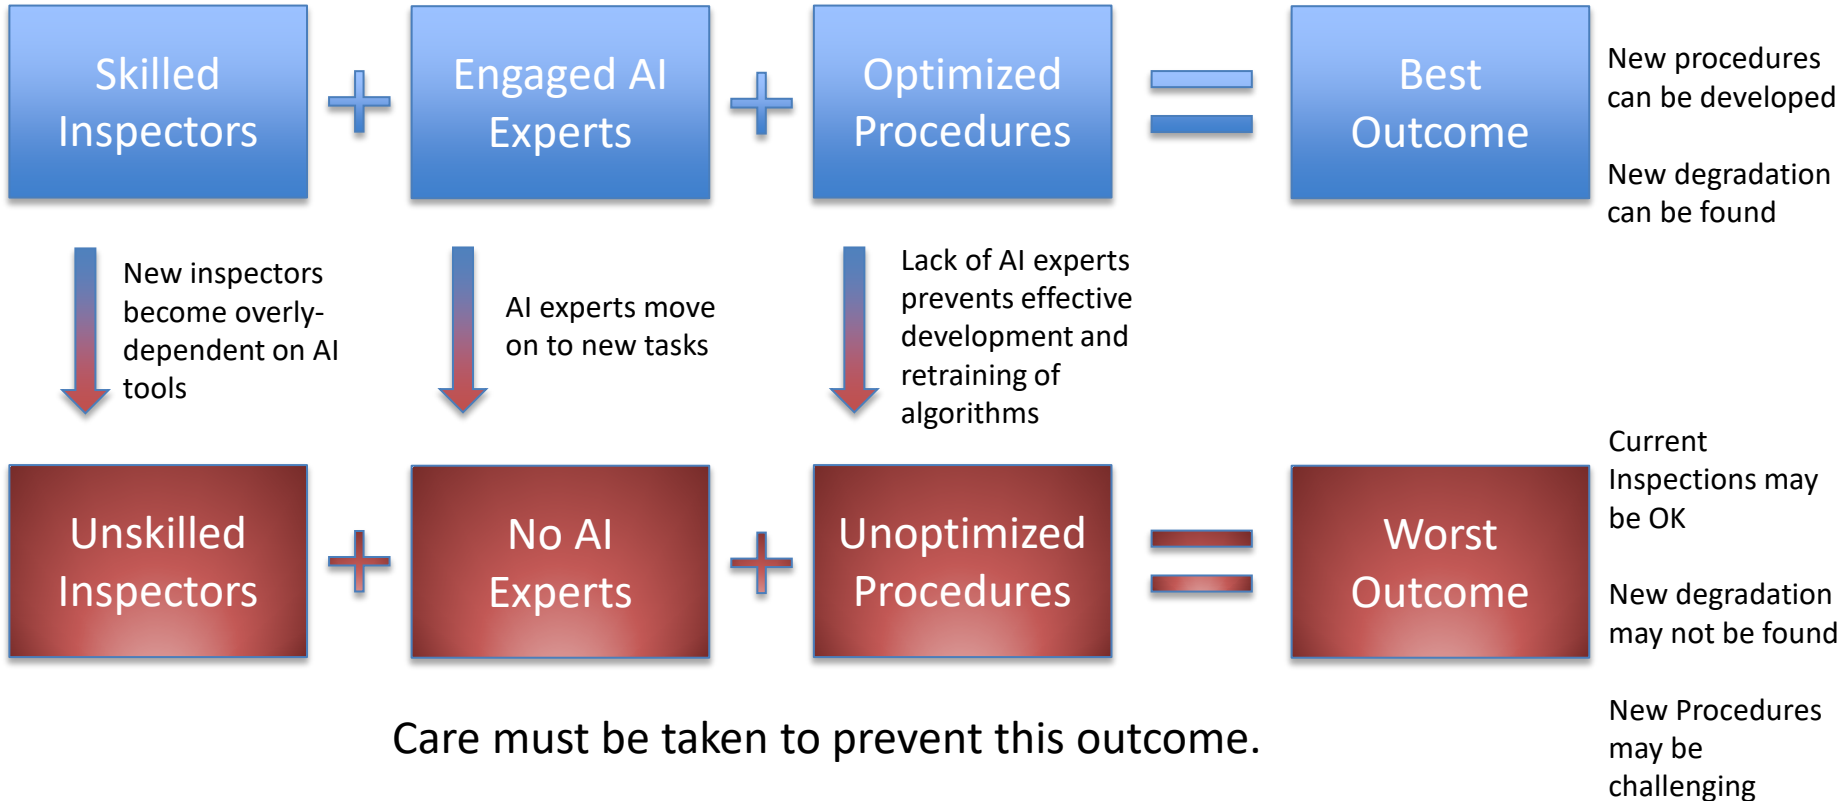 Skilled
Inspectors
Engaged AI
Experts
Optimized
Procedures
Best
Outcome
New procedures
can be developed
New degradation
can be found
New inspectors
become overly-
dependent on AI
tools
AI experts move
on to new tasks
Lack of AI experts
prevents effective
development and
retraining of
algorithms
Unskilled
Inspectors
No AI
Experts
Unoptimized
Procedures
Worst
Outcome
Current
Inspections may
be OK
New degradation
may not be found
New Procedures
may be
challenging
Care must be taken to prevent this outcome.